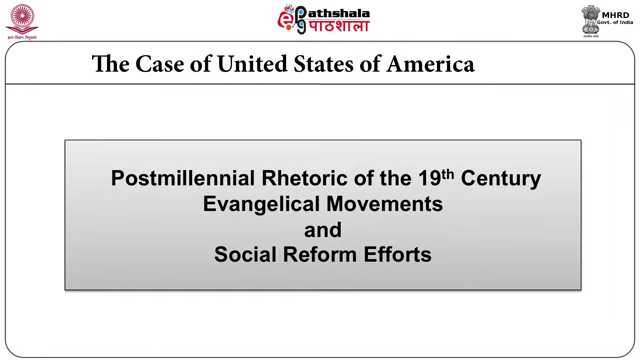 Pathshala
पाठशाला
MHRD
Govt. of India
The Case of United States of America
Postmillennial Rhetoric of the 19th Century
Evangelical Movements
and
Social Reform Efforts